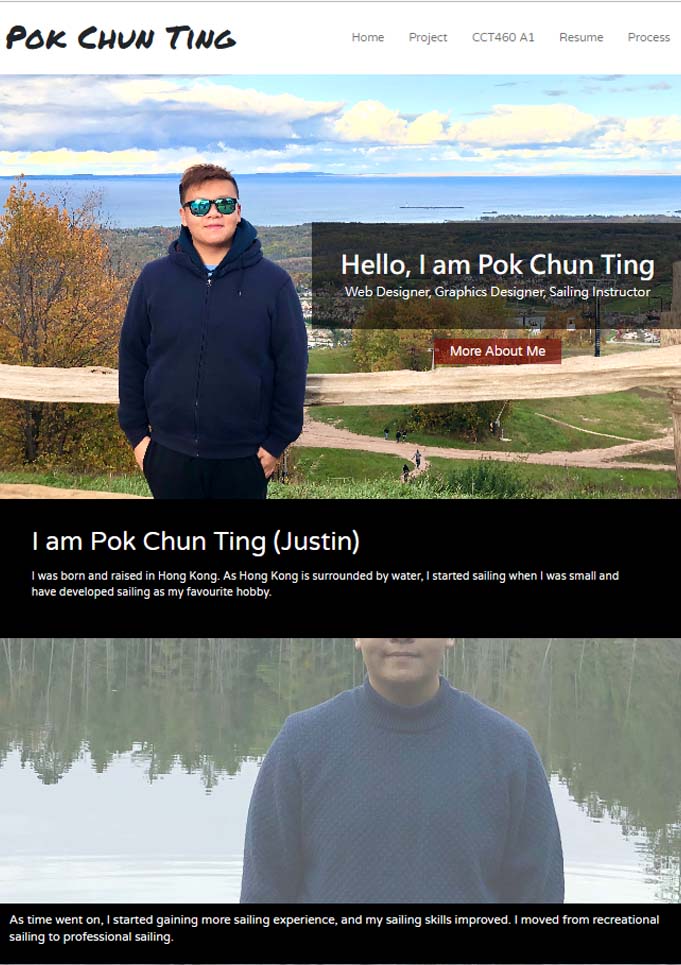 Pok Chun Ting
Home Project CCT460 A1 Resume Process
Hello, I am Pok Chun Ting
Web Designer, Graphics Designer, Sailing Instructor
More About Me
I am Pok Chun Ting (Justin)
I was born and raised in Hong Kong. As Hong Kong is surrounded by water, I started sailing when I was small and
have developed sailing as my favourite hobby.
As time went on, I started gaining more sailing experience, and my sailing skills improved. I moved from recreational
sailing to professional sailing.